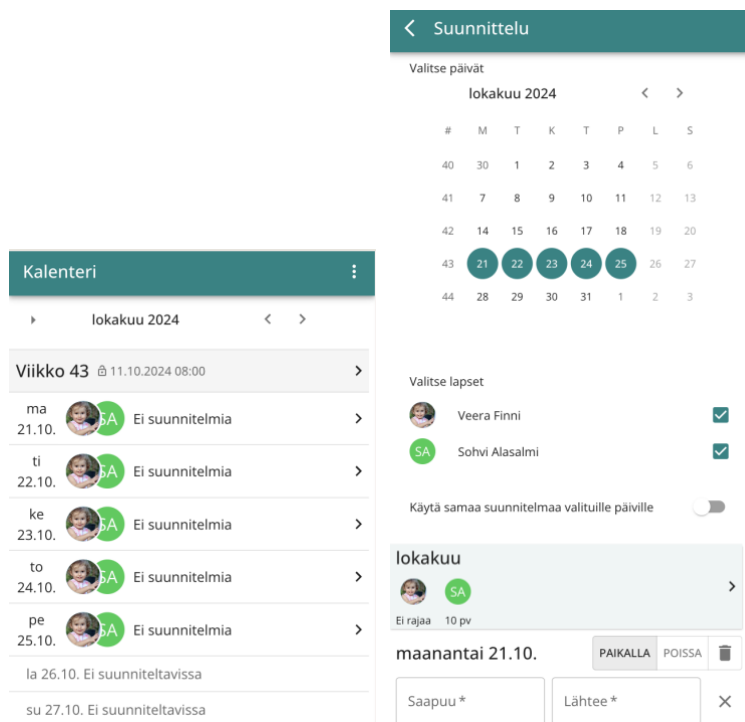 Kalenteri
lokakuu 2024
Viikko 43 11.10.2024 08:00
ma
21.10.
SA
Ei suunnitelmia
ti
22.10.
SA
Ei suunnitelmia
ke
23.10.
SA
Ei suunnitelmia
to
24.10.
SA
Ei suunnitelmia
pe
25.10.
SA
Ei suunnitelmia
la 26.10. Ei suunniteltavissa
su 27.10. Ei suunniteltavissa
Suunnittelu
Valitse päivät
lokakuu 2024
# M T K T P L S
40 30 1 2 3 4 5 6
41 7 8 9 10 11 12 13
42 14 15 16 17 18 19 20
43 21 22 23 24 25 26 27
44 28 29 30 31 1 2 3
Valitse lapset
Veera Finni
SA Sohvi Alasalmi
Käytä samaa suunnitelmaa valituille päiville
lokakuu
SA
Ei rajaa 10 pv
maanantai 21.10. PAIKALLA POISSA
Saapuu * Lähtee *